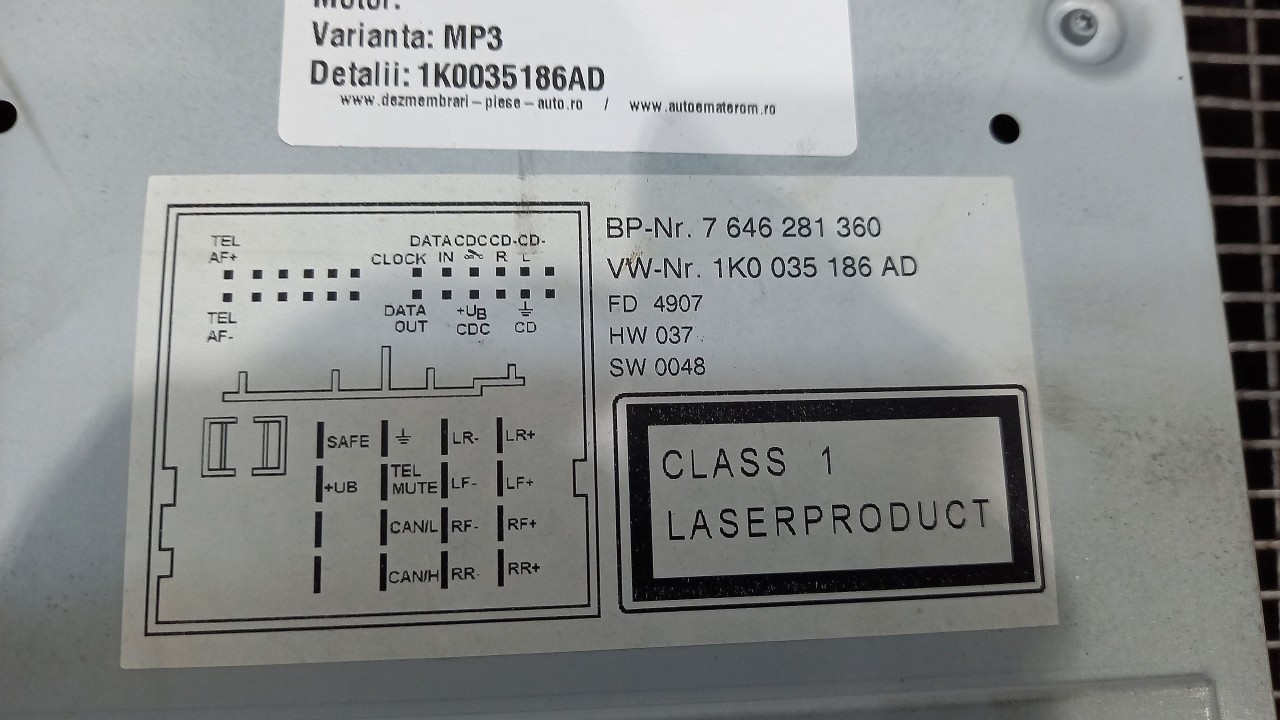 Motor:
Varianta: MP3
Detalii: 1K0035186AD
www.dezmembrari-piese-auto.ro / www.autoematerom.ro
TEL
AF+
DATA CDC CD- CD-
CLOCK IN R L
TEL
AF-
DATA
OUT
+UB
CDC
CD
SAFE LR- LR+
+UB TEL
MUTE LF- LF+
CAN/L RF- RF+
CAN/H RR- RR+
BP-Nr. 7 646 281 360
VW-Nr. 1K0 035 186 AD
FD 4907
HW 037
SW 0048
CLASS 1
LASERPRODUCT